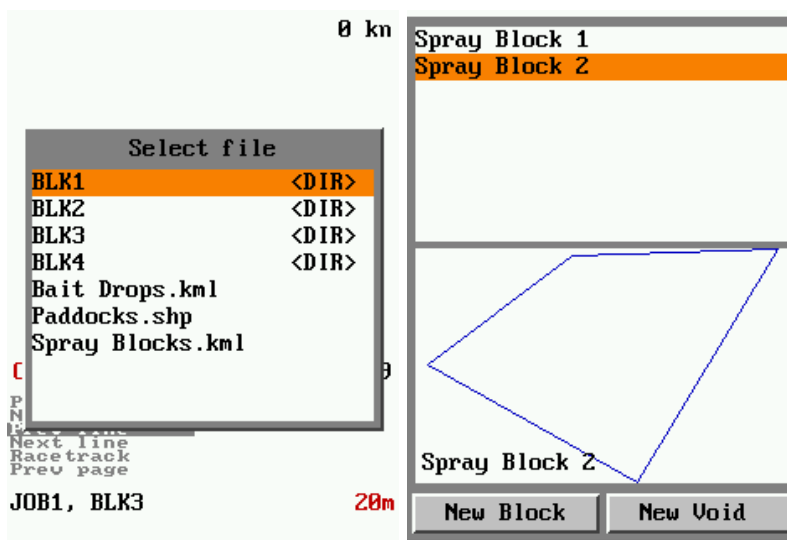 0 kn
Select file
BLK1 <DIR>
BLK2 <DIR>
BLK3 <DIR>
BLK4 <DIR>
Bait Drops.kml
Paddocks.shp
Spray Blocks.kml
Next line
Racetrack
Prev page
JOB1, BLK3 20m
Spray Block 1
Spray Block 2
Spray Block 2
New Block New Void